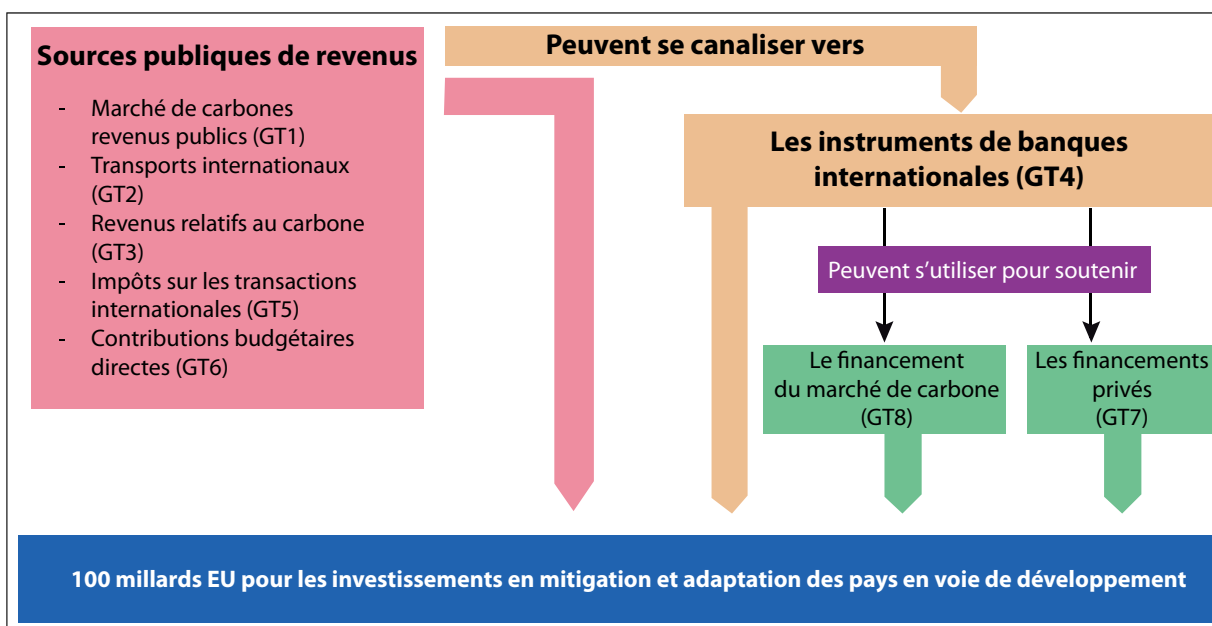 Sources publiques de revenus
- Marché de carbones
revenus publics (GT1)
- Transports internationaux
(GT2)
- Revenus relatifs au carbone
(GT3)
- Impôts sur les transactions
internationales (GT5)
- Contributions budgétaires
directes (GT6)
Peuvent se canaliser vers
Les instruments de banques
internationales (GT4)
Peuvent s’utiliser pour soutenir
Le financement
du marché de carbone
(GT8)
Les financements
privés
(GT7)
100 millards EU pour les investissements en mitigation et adaptation des pays en voie de développement